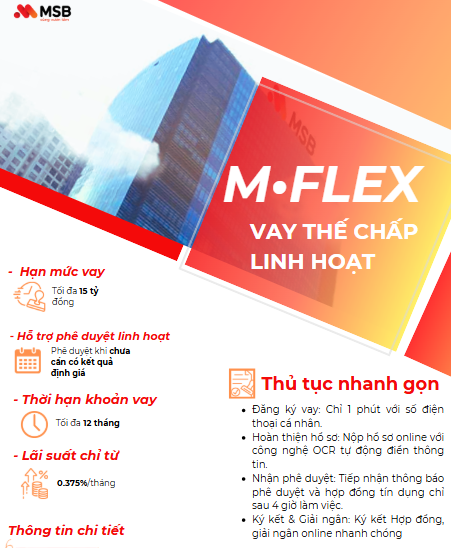 MSB
MSB
M•FLEX
VAY THẾ CHẤP
LINH HOẠT
- Hạn mức vay
Tối đa 15 tỷ
đồng
- Hỗ trợ phê duyệt linh hoạt
Phê duyệt khi chưa
cần có kết quả
định giá
- Thời hạn khoản vay
Tối đa 12 tháng
- Lãi suất chỉ từ
0.375%/tháng
Thông tin chi tiết
Thủ tục nhanh gọn
• Đăng ký vay: Chỉ 1 phút với số điện
thoại cá nhân.
• Hoàn thiện hồ sơ: Nộp hồ sơ online với
công nghệ OCR tự động điền thông
tin.
• Nhận phê duyệt: Tiếp nhận thông báo
phê duyệt và hợp đồng tín dụng chỉ
sau 4 giờ làm việc.
• Ký kết & Giải ngân: Ký kết Hợp đồng,
giải ngân online nhanh chóng